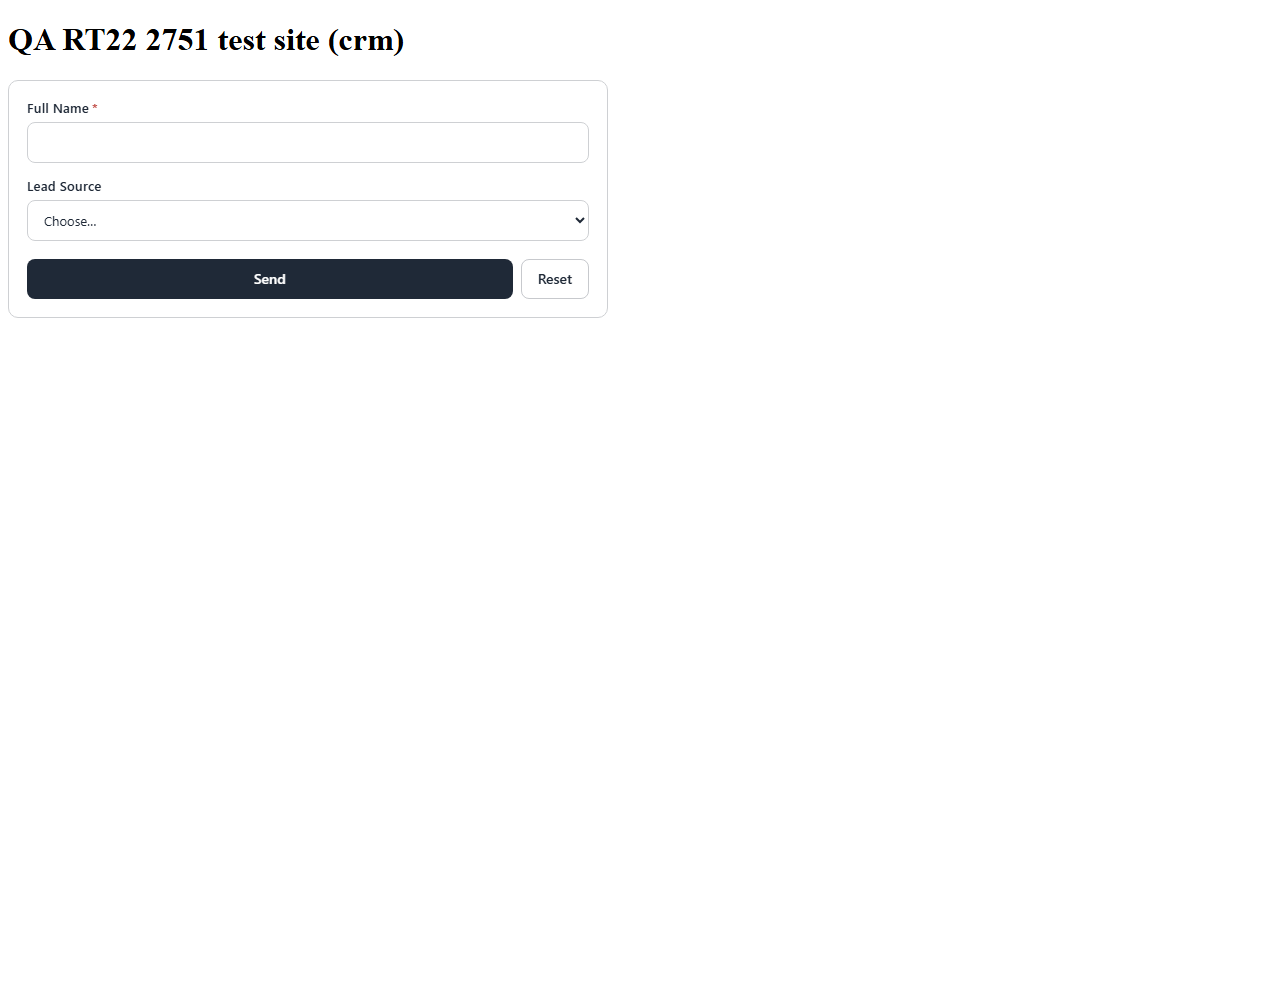 QA RT22 2751 test site (crm)
Full Name *
Lead Source
Choose...
Send
Reset